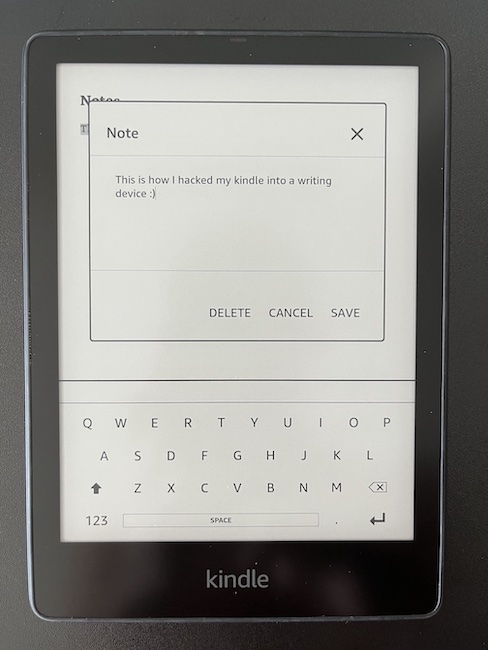 Notes
Note
This is how I hacked my kindle into a writing
device :)
DELETE CANCEL SAVE
Q W E R T Y U I O P
A S D F G H J K L
Z X C V B N M
123 SPACE .
kindle